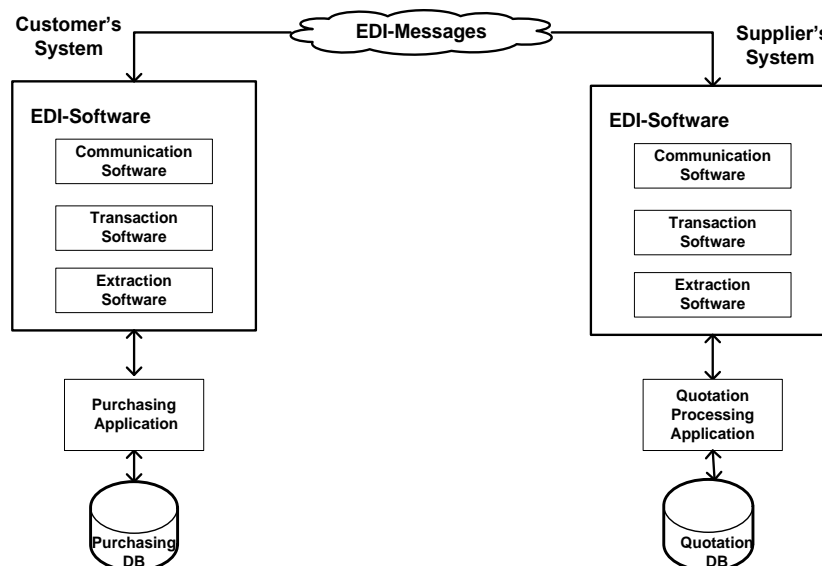 Customer's
System
EDI-Messages
Supplier's
System
EDI-Software
Communication
Software
Transaction
Software
Extraction
Software
Purchasing
Application
Purchasing
DB
EDI-Software
Communication
Software
Transaction
Software
Extraction
Software
Quotation
Processing
Application
Quotation
DB